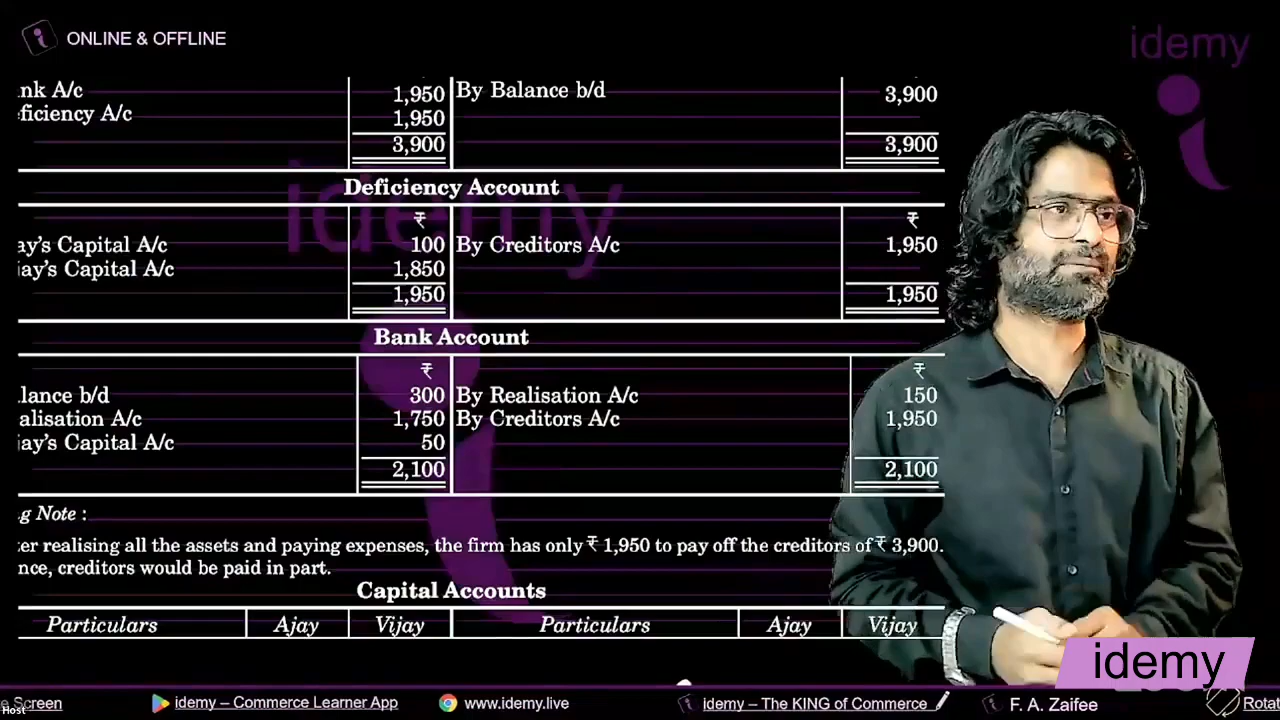 ONLINE & OFFLINE
idemy
nk A/c 1,950 By Balance b/d 3,900
ficiency A/c 1,950
3,900 3,900
idemy
Deficiency Account
₹ ₹
ay's Capital A/c 100 By Creditors A/c 1,950
jay's Capital A/c 1,850
1,950 1,950
Bank Account
₹ ₹
lance b/d 300 By Realisation A/c 150
alisation A/c 1,750 By Creditors A/c 1,950
jay's Capital A/c 50
2,100 2,100
g Note :
er realising all the assets and paying expenses, the firm has only ₹ 1,950 to pay off the creditors of ₹ 3,900.
nce, creditors would be paid in part.
Capital Accounts
Particulars Ajay Vijay Particulars Ajay Vijay
idemy
e Screen idemy – Commerce Learner App www.idemy.live idemy – The KING of Commerce F. A. Zaifee Rotat
Host